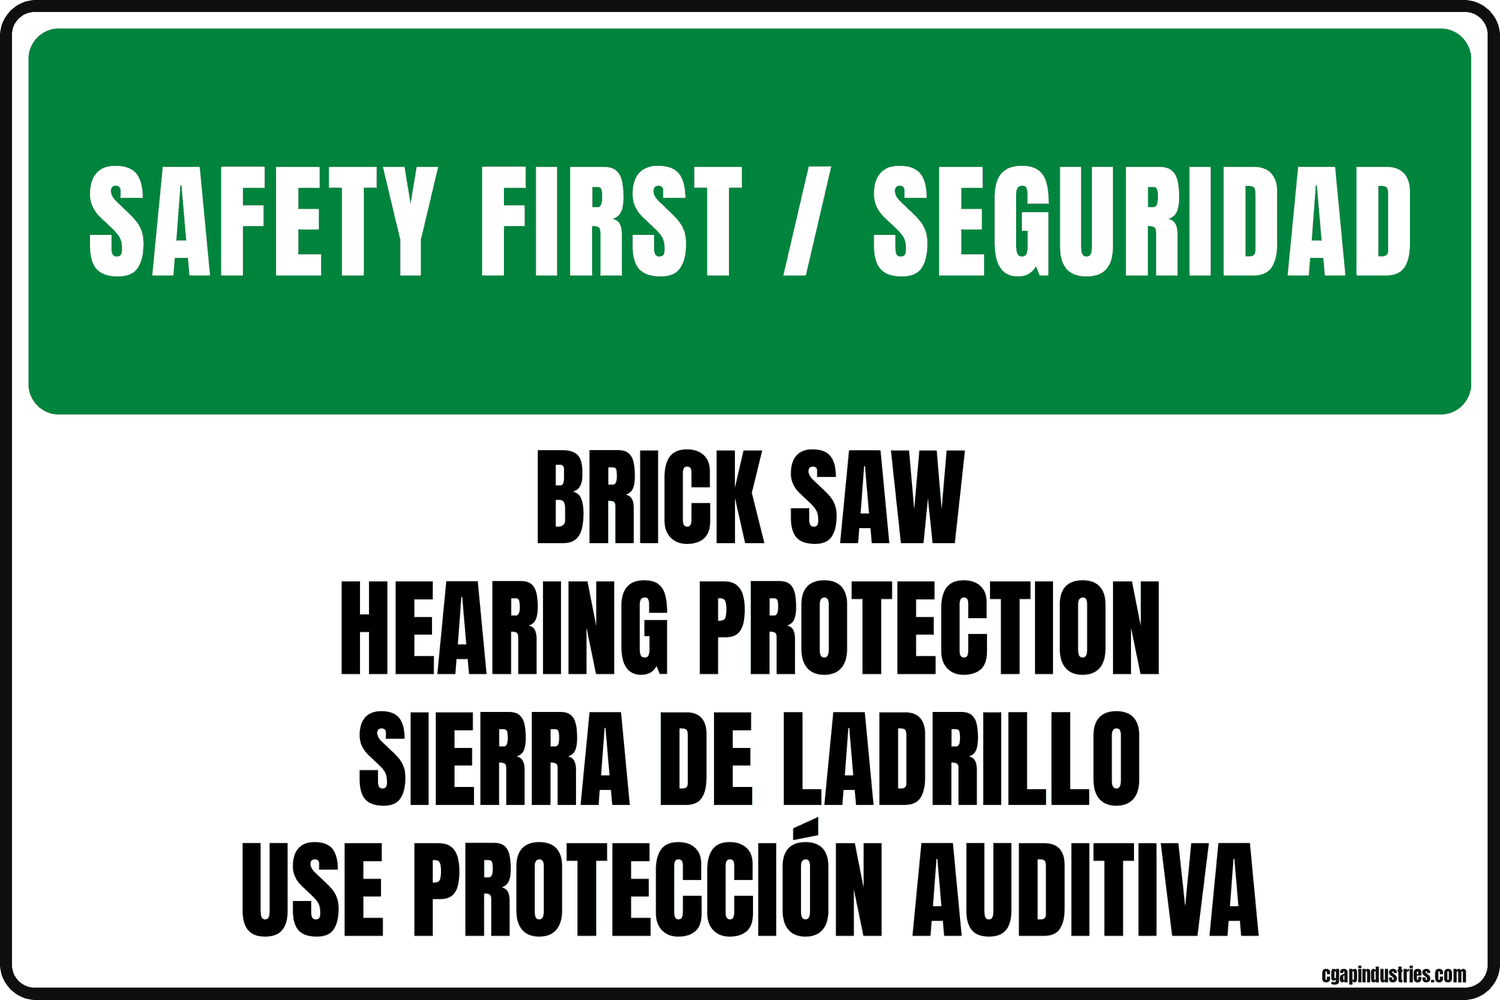 SAFETY FIRST / SEGURIDAD
BRICK SAW
HEARING PROTECTION
SIERRA DE LADRILLO
USE PROTECCIÓN AUDITIVA
cgapindustries.com